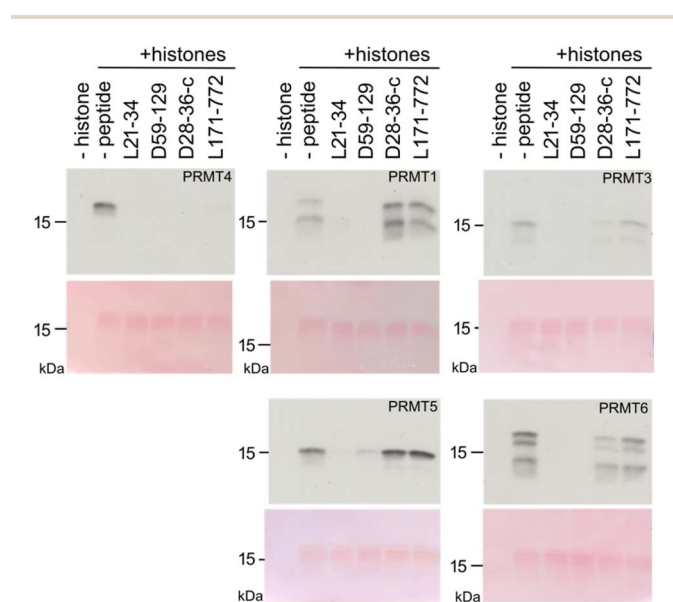 +histones
- histone
- peptide
L21-34
D59-129
D28-36-c
L171-772
PRMT4
15
15
kDa
+histones
- histone
- peptide
L21-34
D59-129
D28-36-c
L171-772
PRMT1
15
15
kDa
+histones
- histone
- peptide
L21-34
D59-129
D28-36-c
L171-772
PRMT3
15
15
kDa
PRMT5
15
15
kDa
PRMT6
15
15
kDa